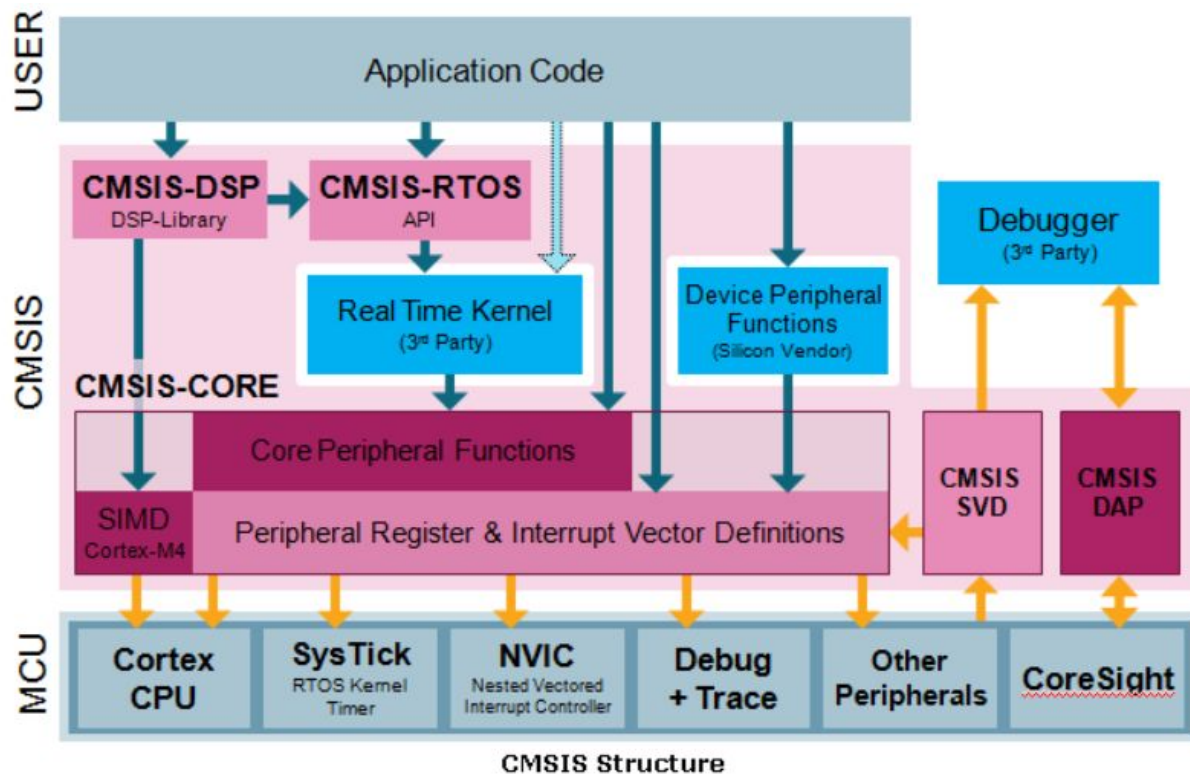 USER
Application Code
CMSIS
CMSIS-DSP
DSP-Library
CMSIS-RTOS
API
Real Time Kernel
(3rd Party)
Device Peripheral
Functions
(Silicon Vendor)
Debugger
(3rd Party)
CMSIS-CORE
Core Peripheral Functions
SIMD
Cortex-M4
Peripheral Register & Interrupt Vector Definitions
CMSIS
SVD
CMSIS
DAP
MCU
Cortex
CPU
SysTick
RTOS Kernel
Timer
NVIC
Nested Vectored
Interrupt Controller
Debug
+ Trace
Other
Peripherals
CoreSight
CMSIS Structure